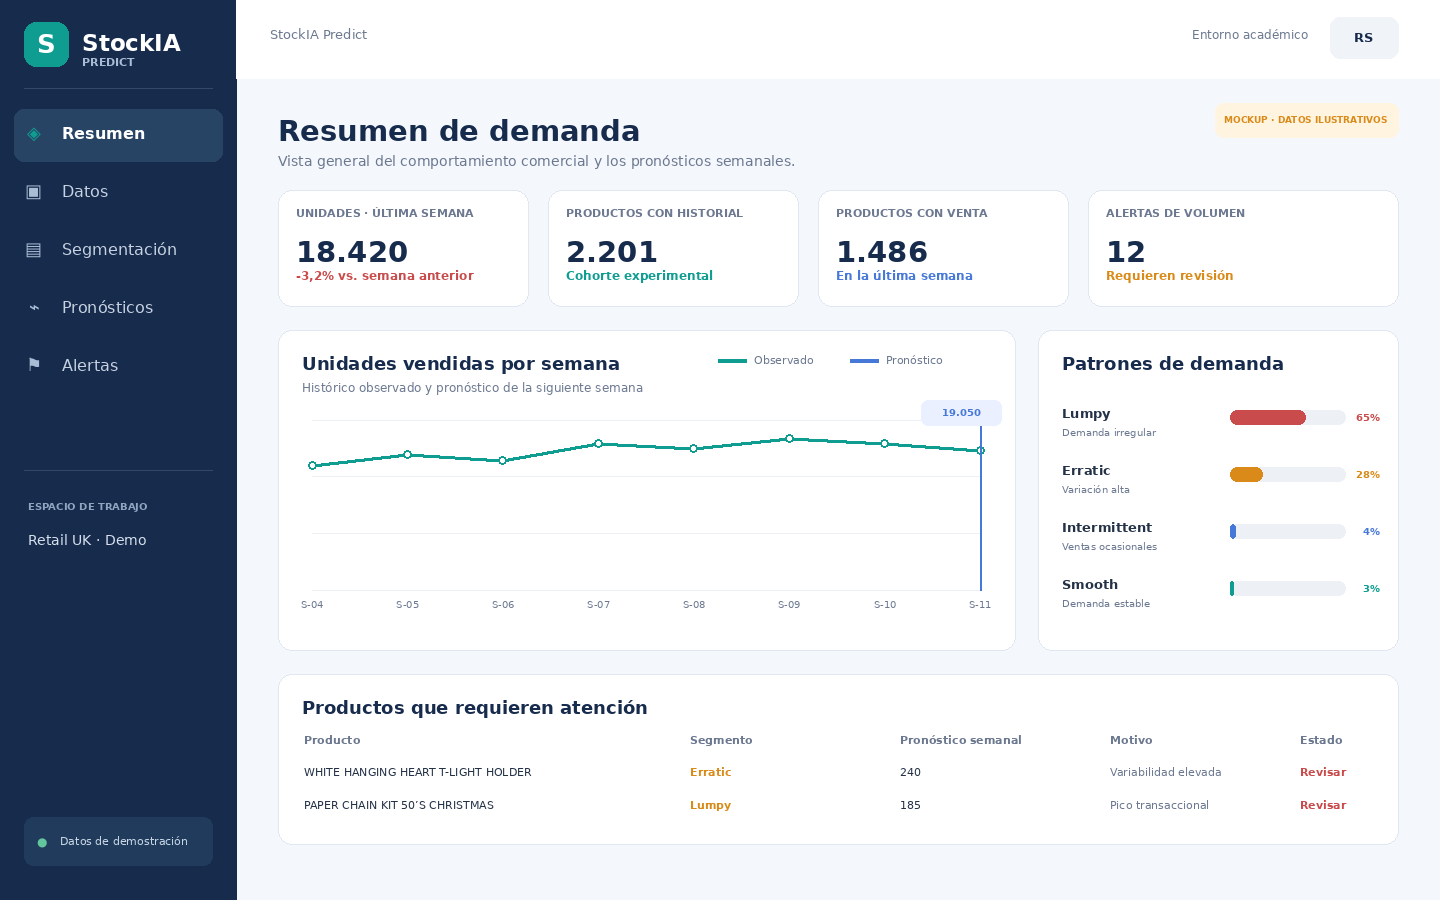 S
StockIA
PREDICT
Resumen
Datos
Segmentación
Pronósticos
Alertas
ESPACIO DE TRABAJO
Retail UK · Demo
Datos de demostración
StockIA Predict
Entorno académico
RS
Resumen de demanda
MOCKUP · DATOS ILUSTRATIVOS
Vista general del comportamiento comercial y los pronósticos semanales.
UNIDADES · ÚLTIMA SEMANA
18.420
-3,2% vs. semana anterior
PRODUCTOS CON HISTORIAL
2.201
Cohorte experimental
PRODUCTOS CON VENTA
1.486
En la última semana
ALERTAS DE VOLUMEN
12
Requieren revisión
Unidades vendidas por semana
Observado
Pronóstico
Histórico observado y pronóstico de la siguiente semana
19.050
S-04 S-05 S-06 S-07 S-08 S-09 S-10 S-11
Patrones de demanda
Lumpy 65%
Demanda irregular
Erratic 28%
Variación alta
Intermittent 4%
Ventas ocasionales
Smooth 3%
Demanda estable
Productos que requieren atención
Producto Segmento Pronóstico semanal Motivo Estado
WHITE HANGING HEART T-LIGHT HOLDER Erratic 240 Variabilidad elevada Revisar
PAPER CHAIN KIT 50’S CHRISTMAS Lumpy 185 Pico transaccional Revisar